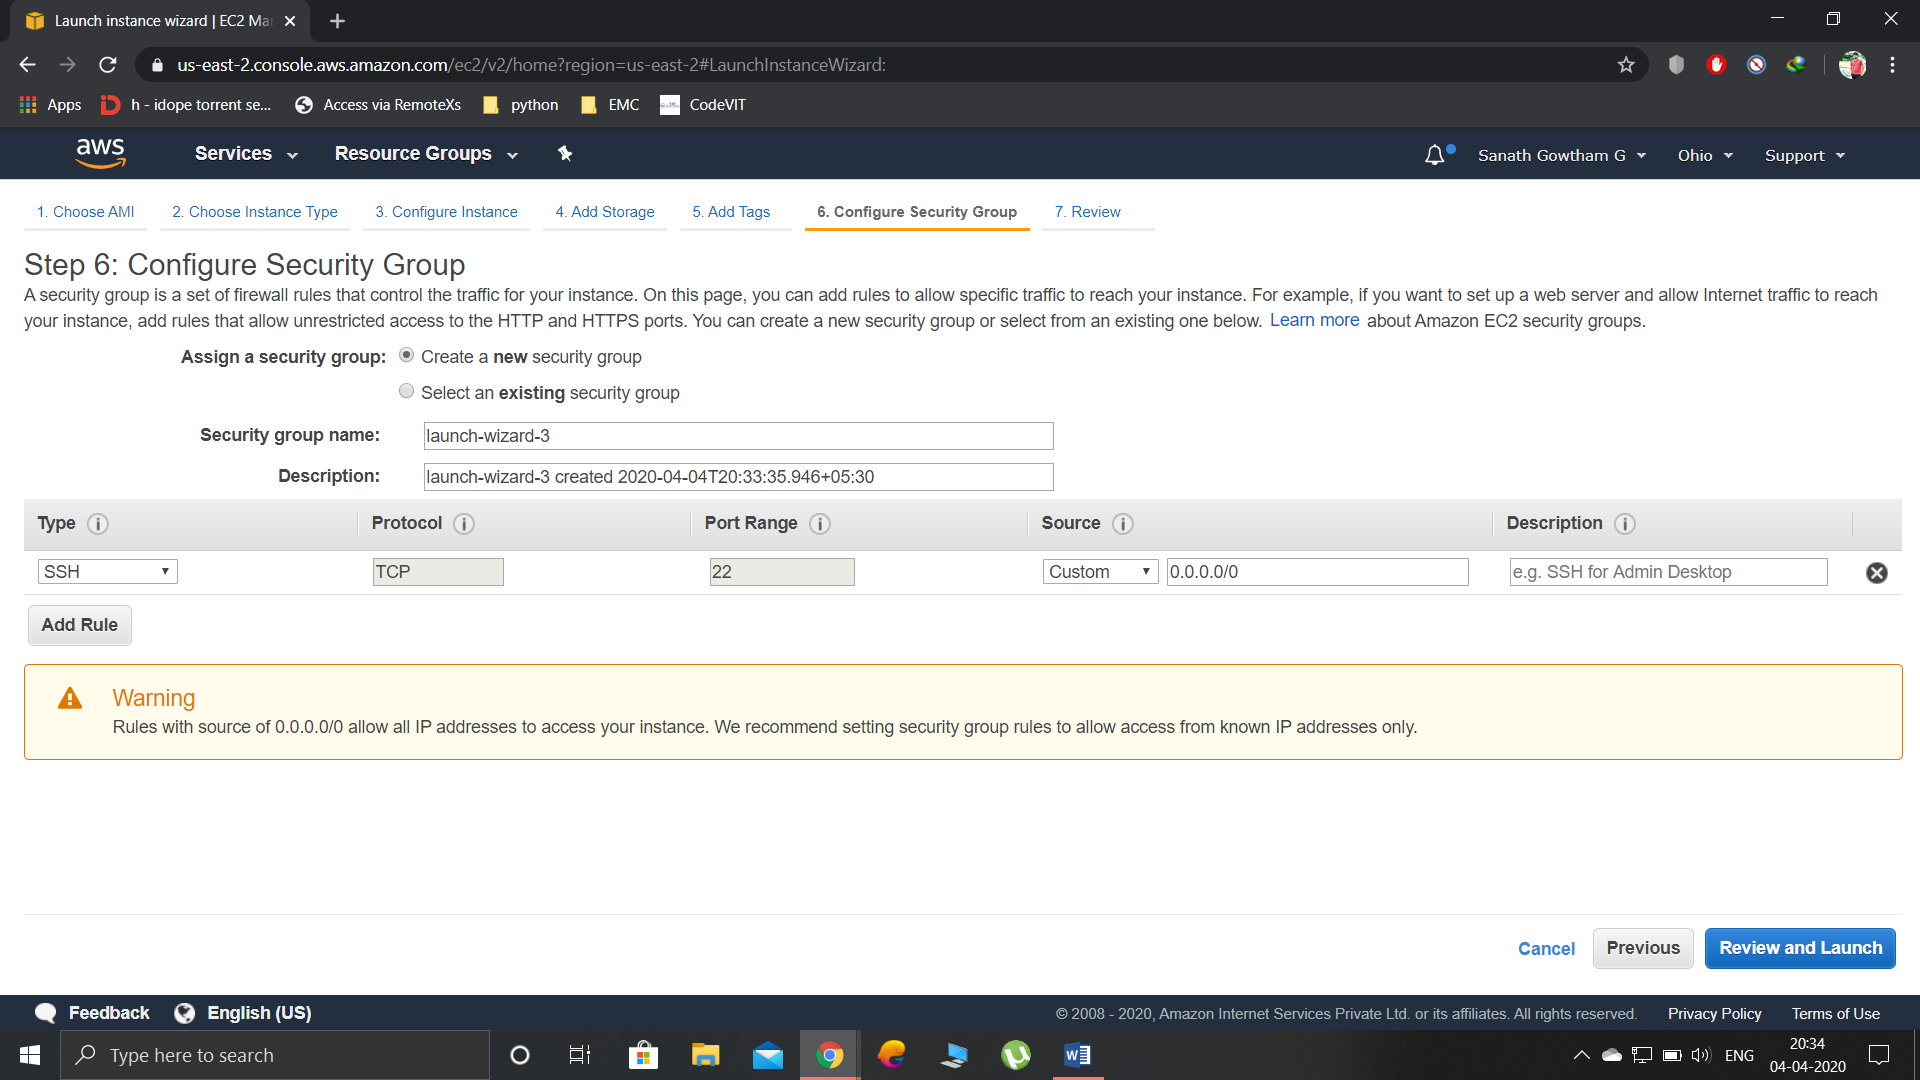 Launch instance wizard | EC2 Mar
us-east-2.console.aws.amazon.com/ec2/v2/home?region=us-east-2#LaunchInstanceWizard:
Apps h - idope torrent se... Access via RemoteXs python EMC CodeVIT
aws Services Resource Groups Sanath Gowtham G Ohio Support
1. Choose AMI 2. Choose Instance Type 3. Configure Instance 4. Add Storage 5. Add Tags 6. Configure Security Group 7. Review
Step 6: Configure Security Group
A security group is a set of firewall rules that control the traffic for your instance. On this page, you can add rules to allow specific traffic to reach your instance. For example, if you want to set up a web server and allow Internet traffic to reach
your instance, add rules that allow unrestricted access to the HTTP and HTTPS ports. You can create a new security group or select from an existing one below. Learn more about Amazon EC2 security groups.
Assign a security group: Create a new security group
Select an existing security group
Security group name: launch-wizard-3
Description: launch-wizard-3 created 2020-04-04T20:33:35.946+05:30
Type i Protocol i Port Range i Source i Description i
SSH TCP 22 Custom 0.0.0.0/0 e.g. SSH for Admin Desktop
Add Rule
Warning
Rules with source of 0.0.0.0/0 allow all IP addresses to access your instance. We recommend setting security group rules to allow access from known IP addresses only.
Cancel Previous Review and Launch
Feedback English (US) © 2008 - 2020, Amazon Internet Services Private Ltd. or its affiliates. All rights reserved. Privacy Policy Terms of Use
Type here to search ENG 20:34
04-04-2020